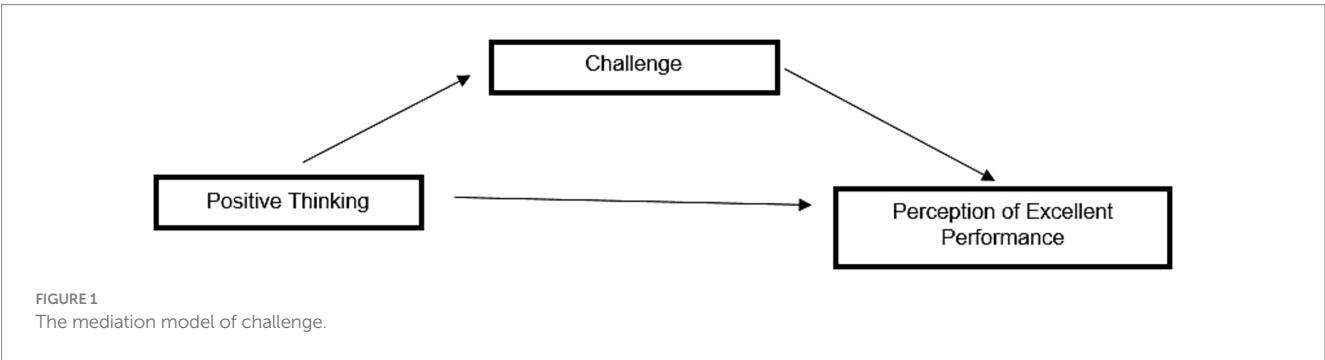 Challenge
Positive Thinking
Perception of Excellent
Performance
FIGURE 1
The mediation model of challenge.